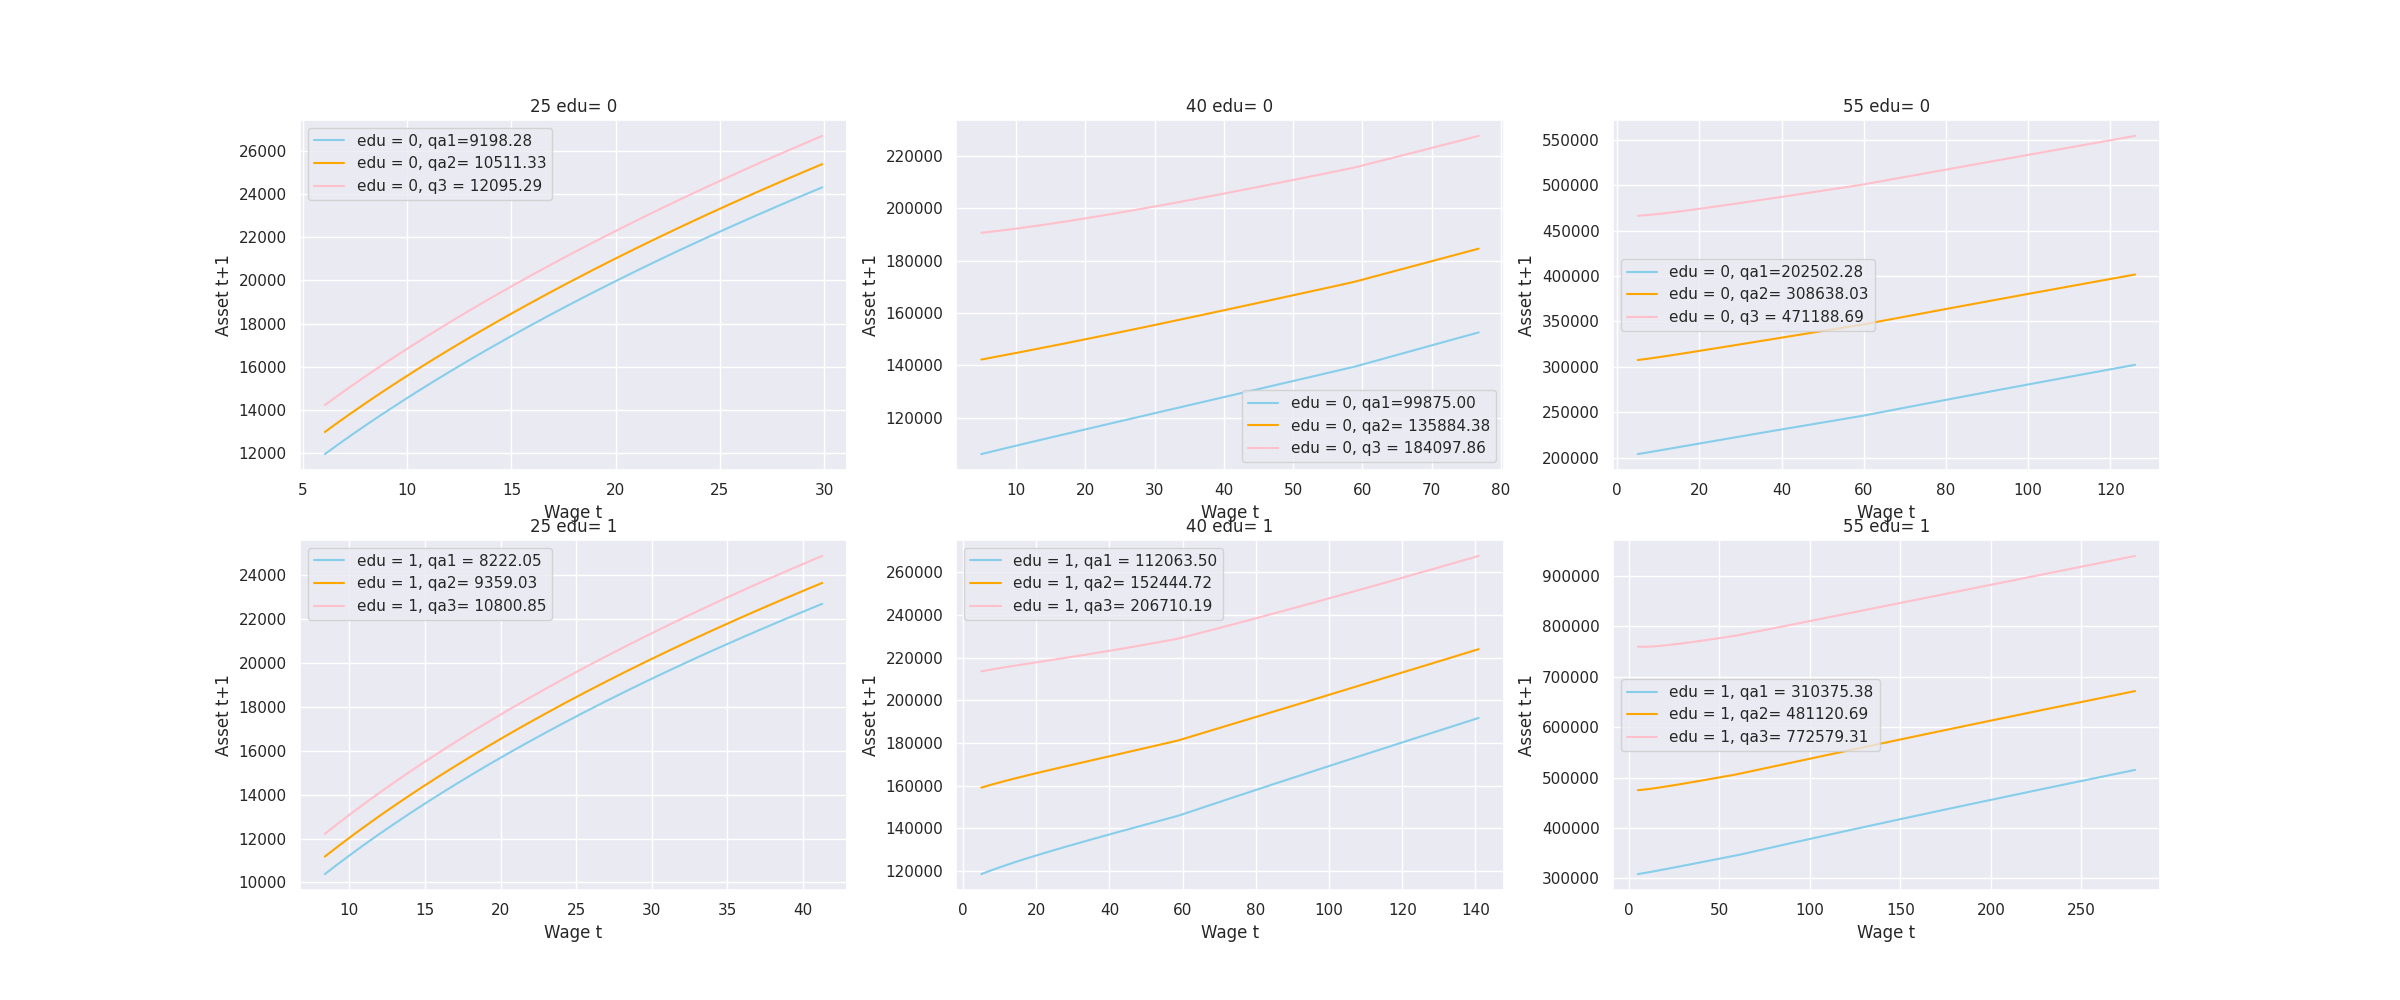 25 edu= 0
edu = 0, qa1=9198.28
edu = 0, qa2= 10511.33
edu = 0, q3 = 12095.29
26000
24000
22000
20000
18000
16000
14000
12000
Asset t+1
5 10 15 20 25 30
Wage t
40 edu= 0
220000
200000
180000
160000
140000
120000
Asset t+1
edu = 0, qa1=99875.00
edu = 0, qa2= 135884.38
edu = 0, q3 = 184097.86
10 20 30 40 50 60 70 80
Wage t
55 edu= 0
550000
500000
450000
400000
350000
300000
250000
200000
Asset t+1
edu = 0, qa1=202502.28
edu = 0, qa2= 308638.03
edu = 0, q3 = 471188.69
0 20 40 60 80 100 120
Wage t
25 edu= 1
edu = 1, qa1 = 8222.05
edu = 1, qa2= 9359.03
edu = 1, qa3= 10800.85
24000
22000
20000
18000
16000
14000
12000
10000
Asset t+1
10 15 20 25 30 35 40
Wage t
40 edu= 1
edu = 1, qa1 = 112063.50
edu = 1, qa2= 152444.72
edu = 1, qa3= 206710.19
260000
240000
220000
200000
180000
160000
140000
120000
Asset t+1
0 20 40 60 80 100 120 140
Wage t
55 edu= 1
900000
800000
700000
600000
500000
400000
300000
Asset t+1
edu = 1, qa1 = 310375.38
edu = 1, qa2= 481120.69
edu = 1, qa3= 772579.31
0 50 100 150 200 250
Wage t